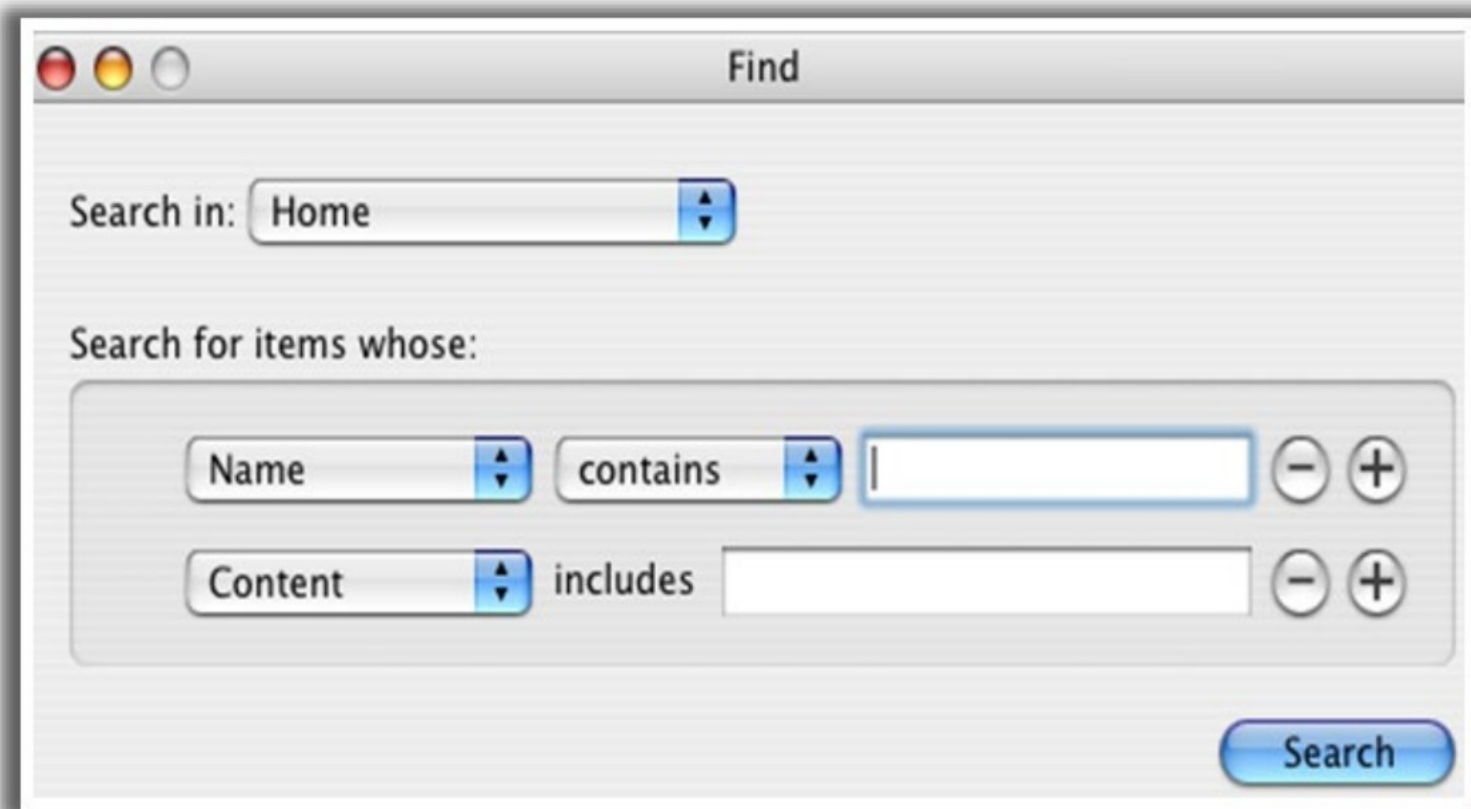 Find
Search in: Home
Search for items whose:
Name contains
Content includes
Search